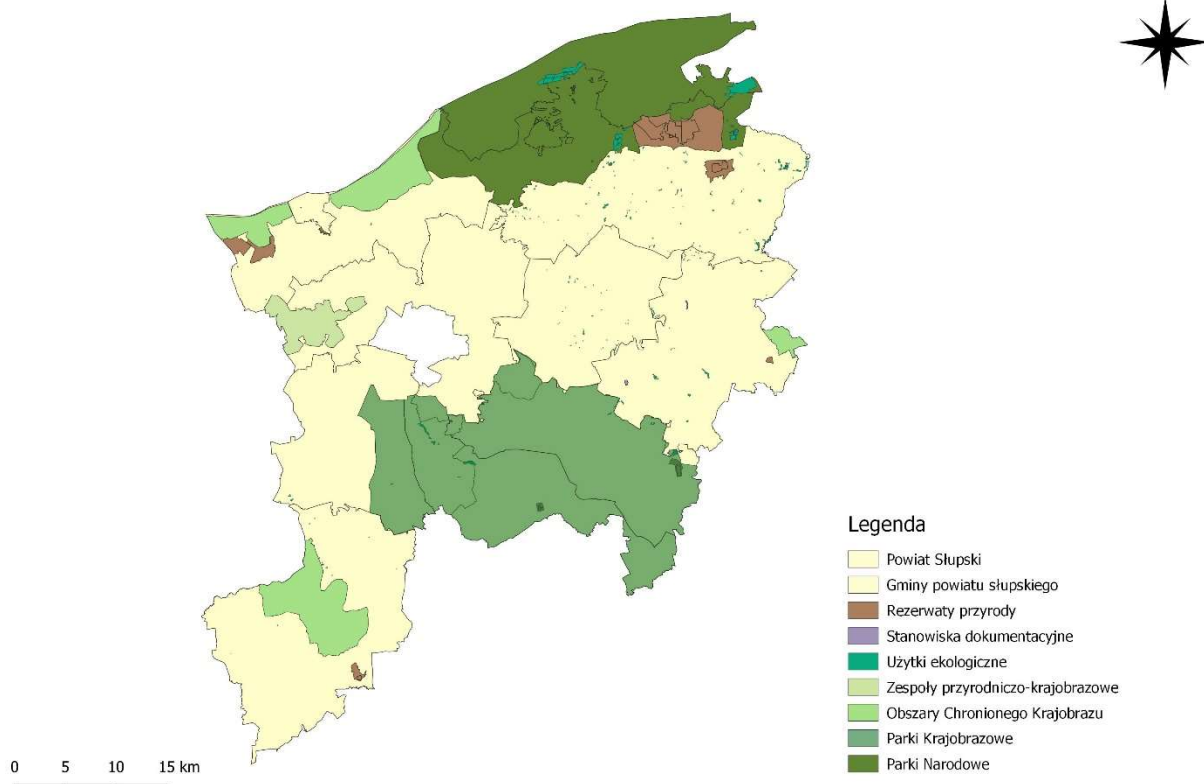 Legenda
Powiat Słupski
Gminy powiatu słupskiego
Rezerwaty przyrody
Stanowiska dokumentacyjne
Użytki ekologiczne
Zespoły przyrodniczo-krajobrazowe
Obszary Chronionego Krajobrazu
Parki Krajobrazowe
Parki Narodowe
0 5 10 15 km